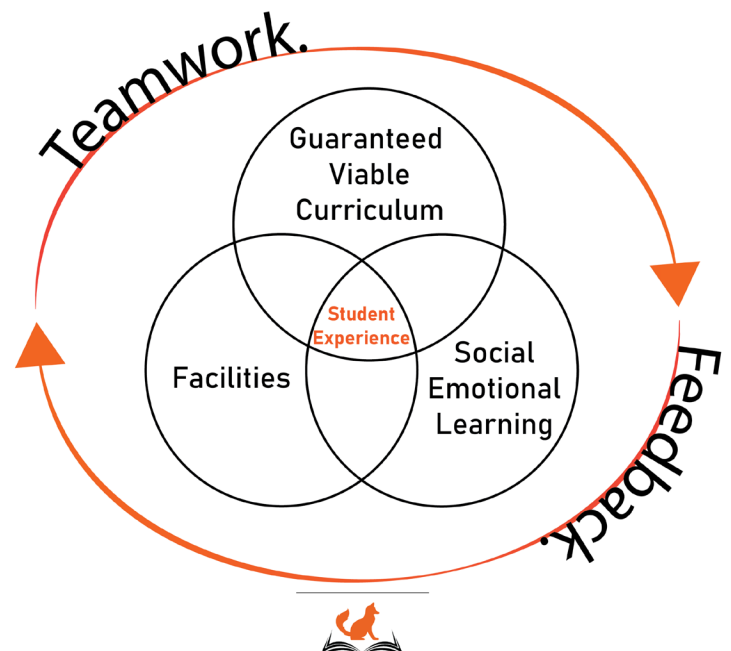 Teamwork.
Guaranteed
Viable
Curriculum
Student
Experience
Facilities
Social
Emotional
Learning
Feedback.